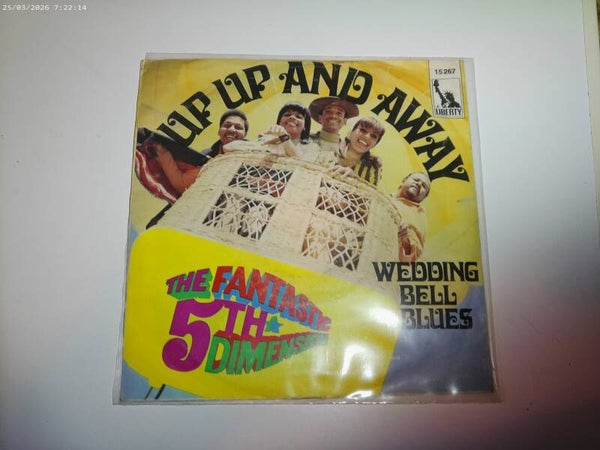 25/03/2026 7:22:14
UP UP AND AWAY
15 267
LIBERTY
WEDDING
BELL
BLUES
THE FANTASTIC
5TH
DIMENSION